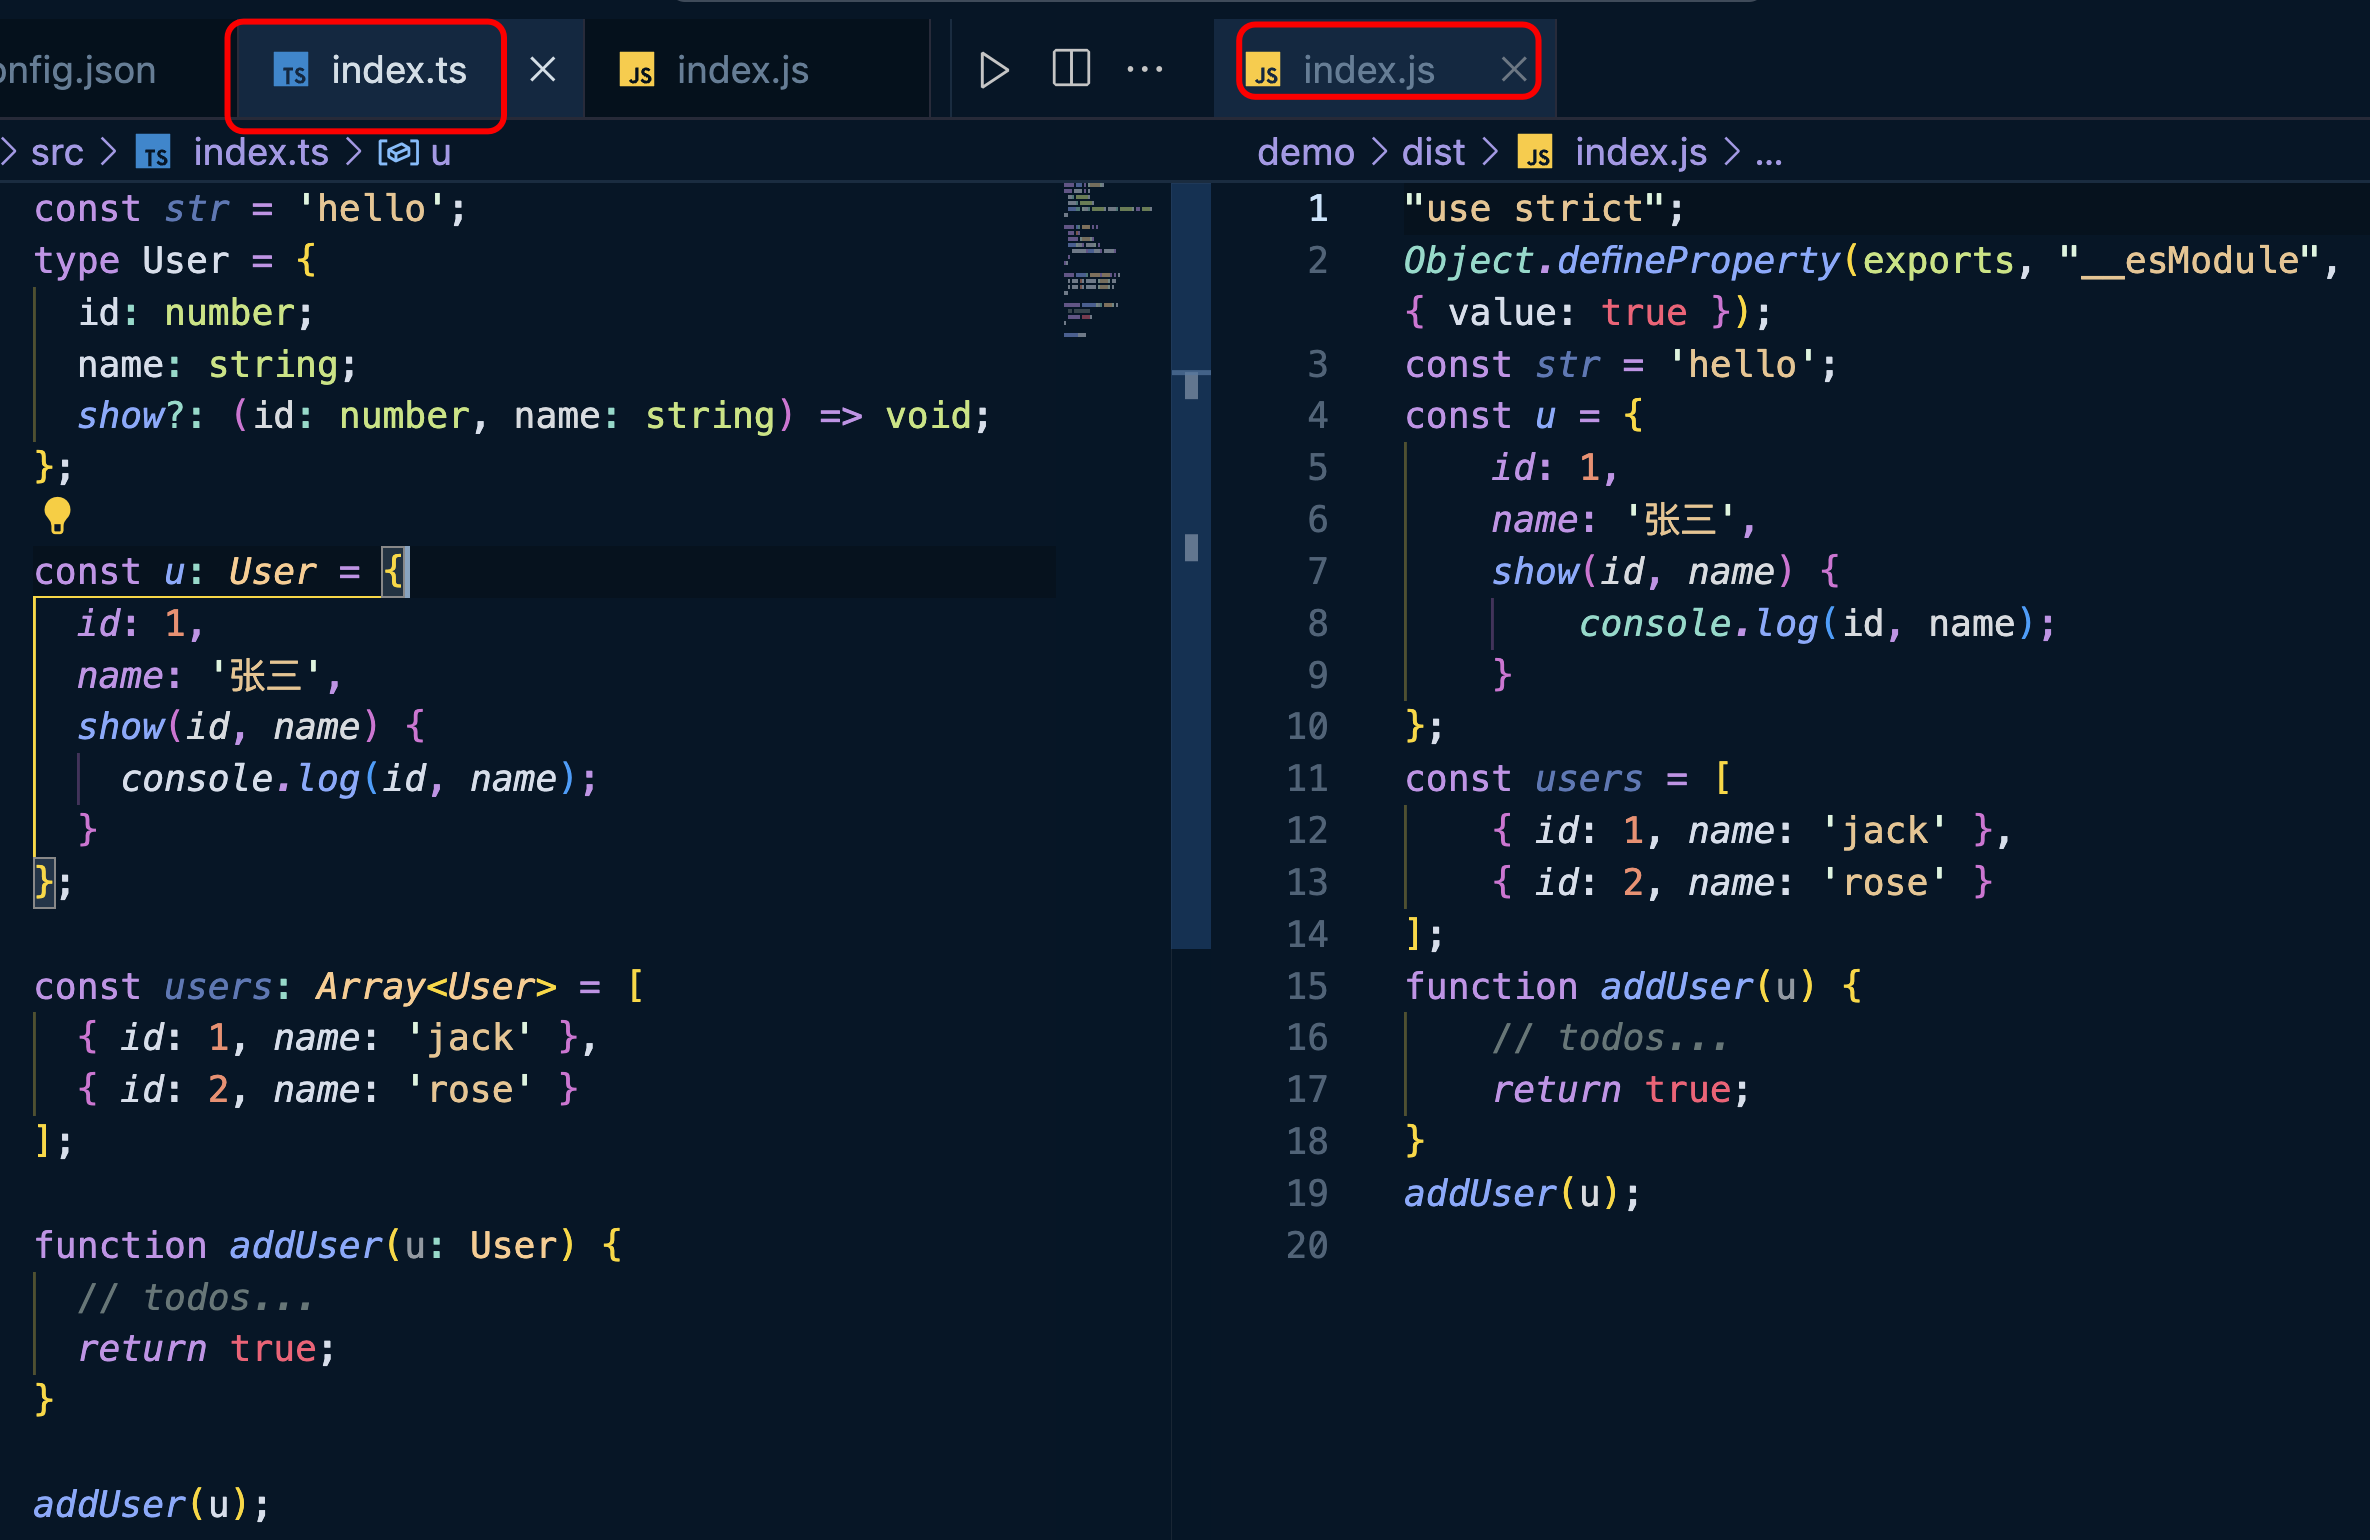 onfig.json
TS index.ts
JS index.js
JS index.js
src > TS index.ts > u
demo > dist > JS index.js > ...
const str = 'hello';
type User = {
  id: number;
  name: string;
  show?: (id: number, name: string) => void;
};
const u: User = {
  id: 1,
  name: '张三',
  show(id, name) {
    console.log(id, name);
  }
};
const users: Array<User> = [
  { id: 1, name: 'jack' },
  { id: 2, name: 'rose' }
];
function addUser(u: User) {
  // todos...
  return true;
}
addUser(u);
1 "use strict";
2 Object.defineProperty(exports, "__esModule",
{ value: true });
3 const str = 'hello';
4 const u = {
5     id: 1,
6     name: '张三',
7     show(id, name) {
8         console.log(id, name);
9     }
10 };
11 const users = [
12     { id: 1, name: 'jack' },
13     { id: 2, name: 'rose' }
14 ];
15 function addUser(u) {
16     // todos...
17     return true;
18 }
19 addUser(u);
20